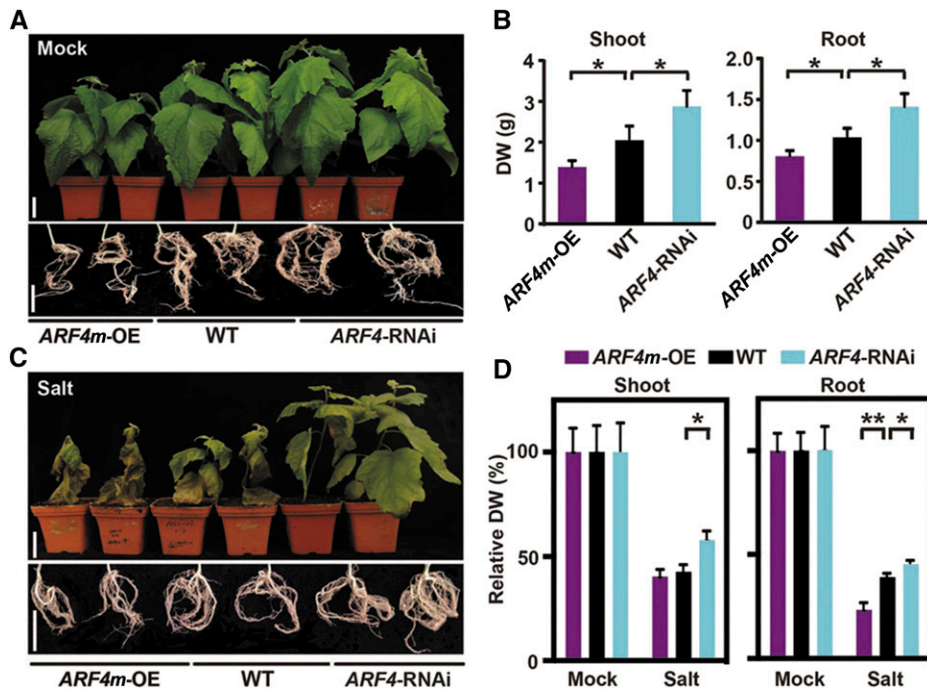 A
Mock
ARF4m-OE WT ARF4-RNAi
B
Shoot Root
DW (g)
4
3
2
1
0
2.0
1.5
1.0
0.5
0.0
* * * *
ARF4m-OE WT ARF4-RNAi ARF4m-OE WT ARF4-RNAi
C
Salt
ARF4m-OE WT ARF4-RNAi
D
ARF4m-OE WT ARF4-RNAi
Shoot Root
Relative DW (%)
100
50
0
* ** *
Mock Salt Mock Salt